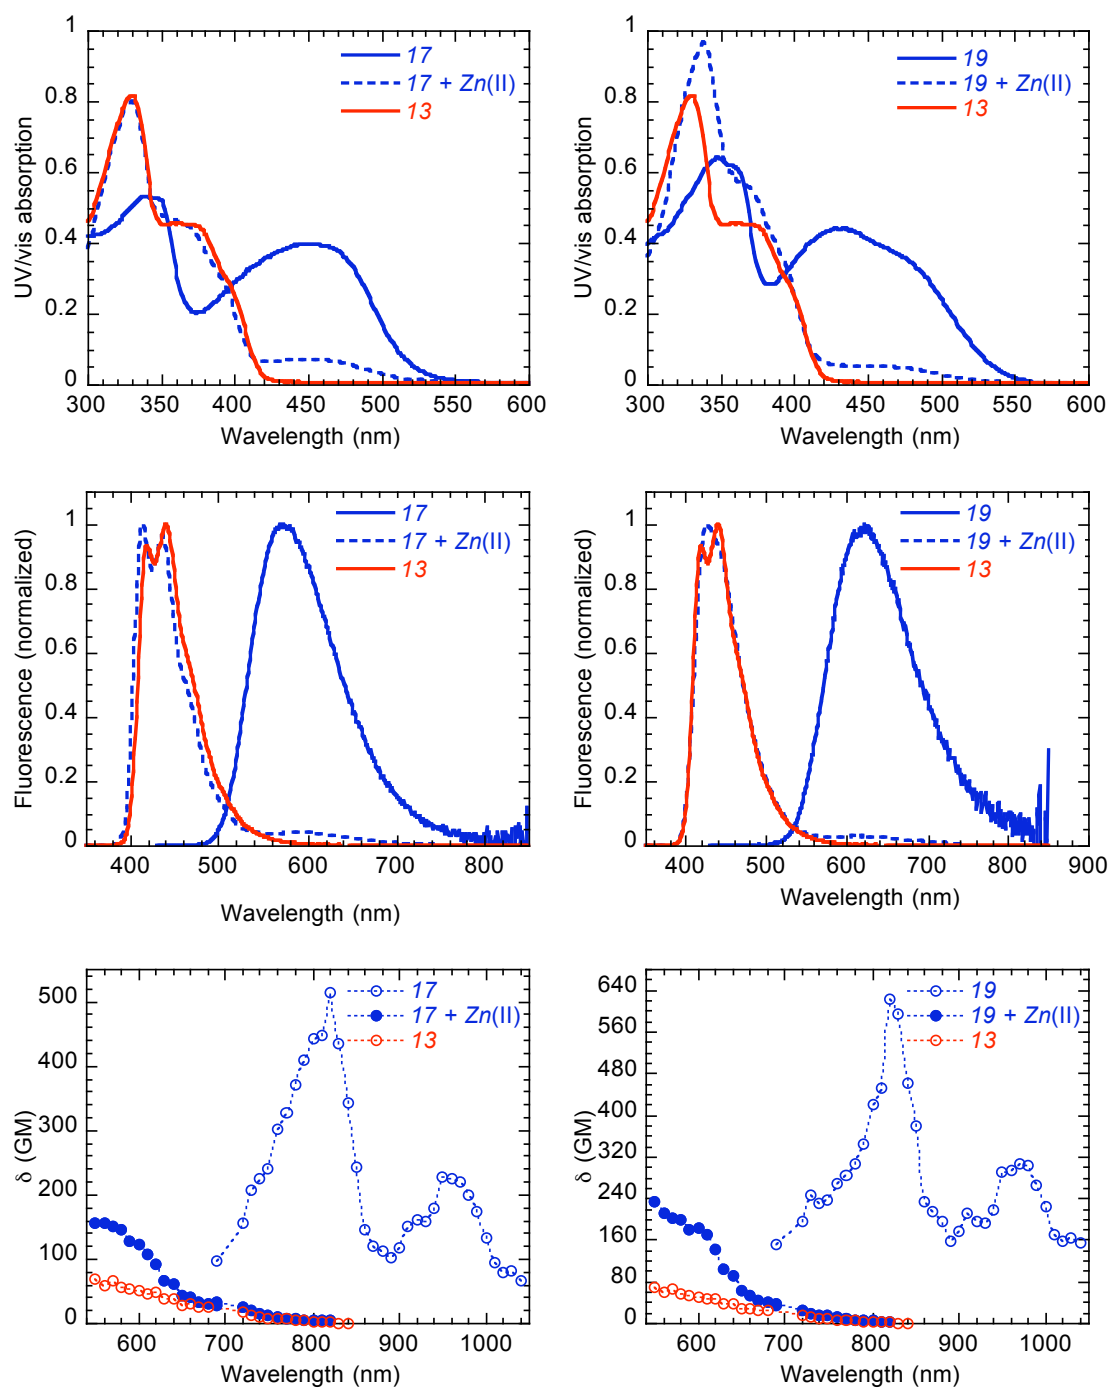 UV/vis absorption
1
0.8
0.6
0.4
0.2
0
17
17 + Zn(II)
13
300 350 400 450 500 550 600
Wavelength (nm)
UV/vis absorption
1
0.8
0.6
0.4
0.2
0
19
19 + Zn(II)
13
300 350 400 450 500 550 600
Wavelength (nm)
Fluorescence (normalized)
1
0.8
0.6
0.4
0.2
0
17
17 + Zn(II)
13
400 500 600 700 800
Wavelength (nm)
Fluorescence (normalized)
1
0.8
0.6
0.4
0.2
0
19
19 + Zn(II)
13
400 500 600 700 800 900
Wavelength (nm)
δ (GM)
500
400
300
200
100
0
17
17 + Zn(II)
13
600 700 800 900 1000
Wavelength (nm)
δ (GM)
640
560
480
400
320
240
160
80
0
19
19 + Zn(II)
13
600 700 800 900 1000
Wavelength (nm)